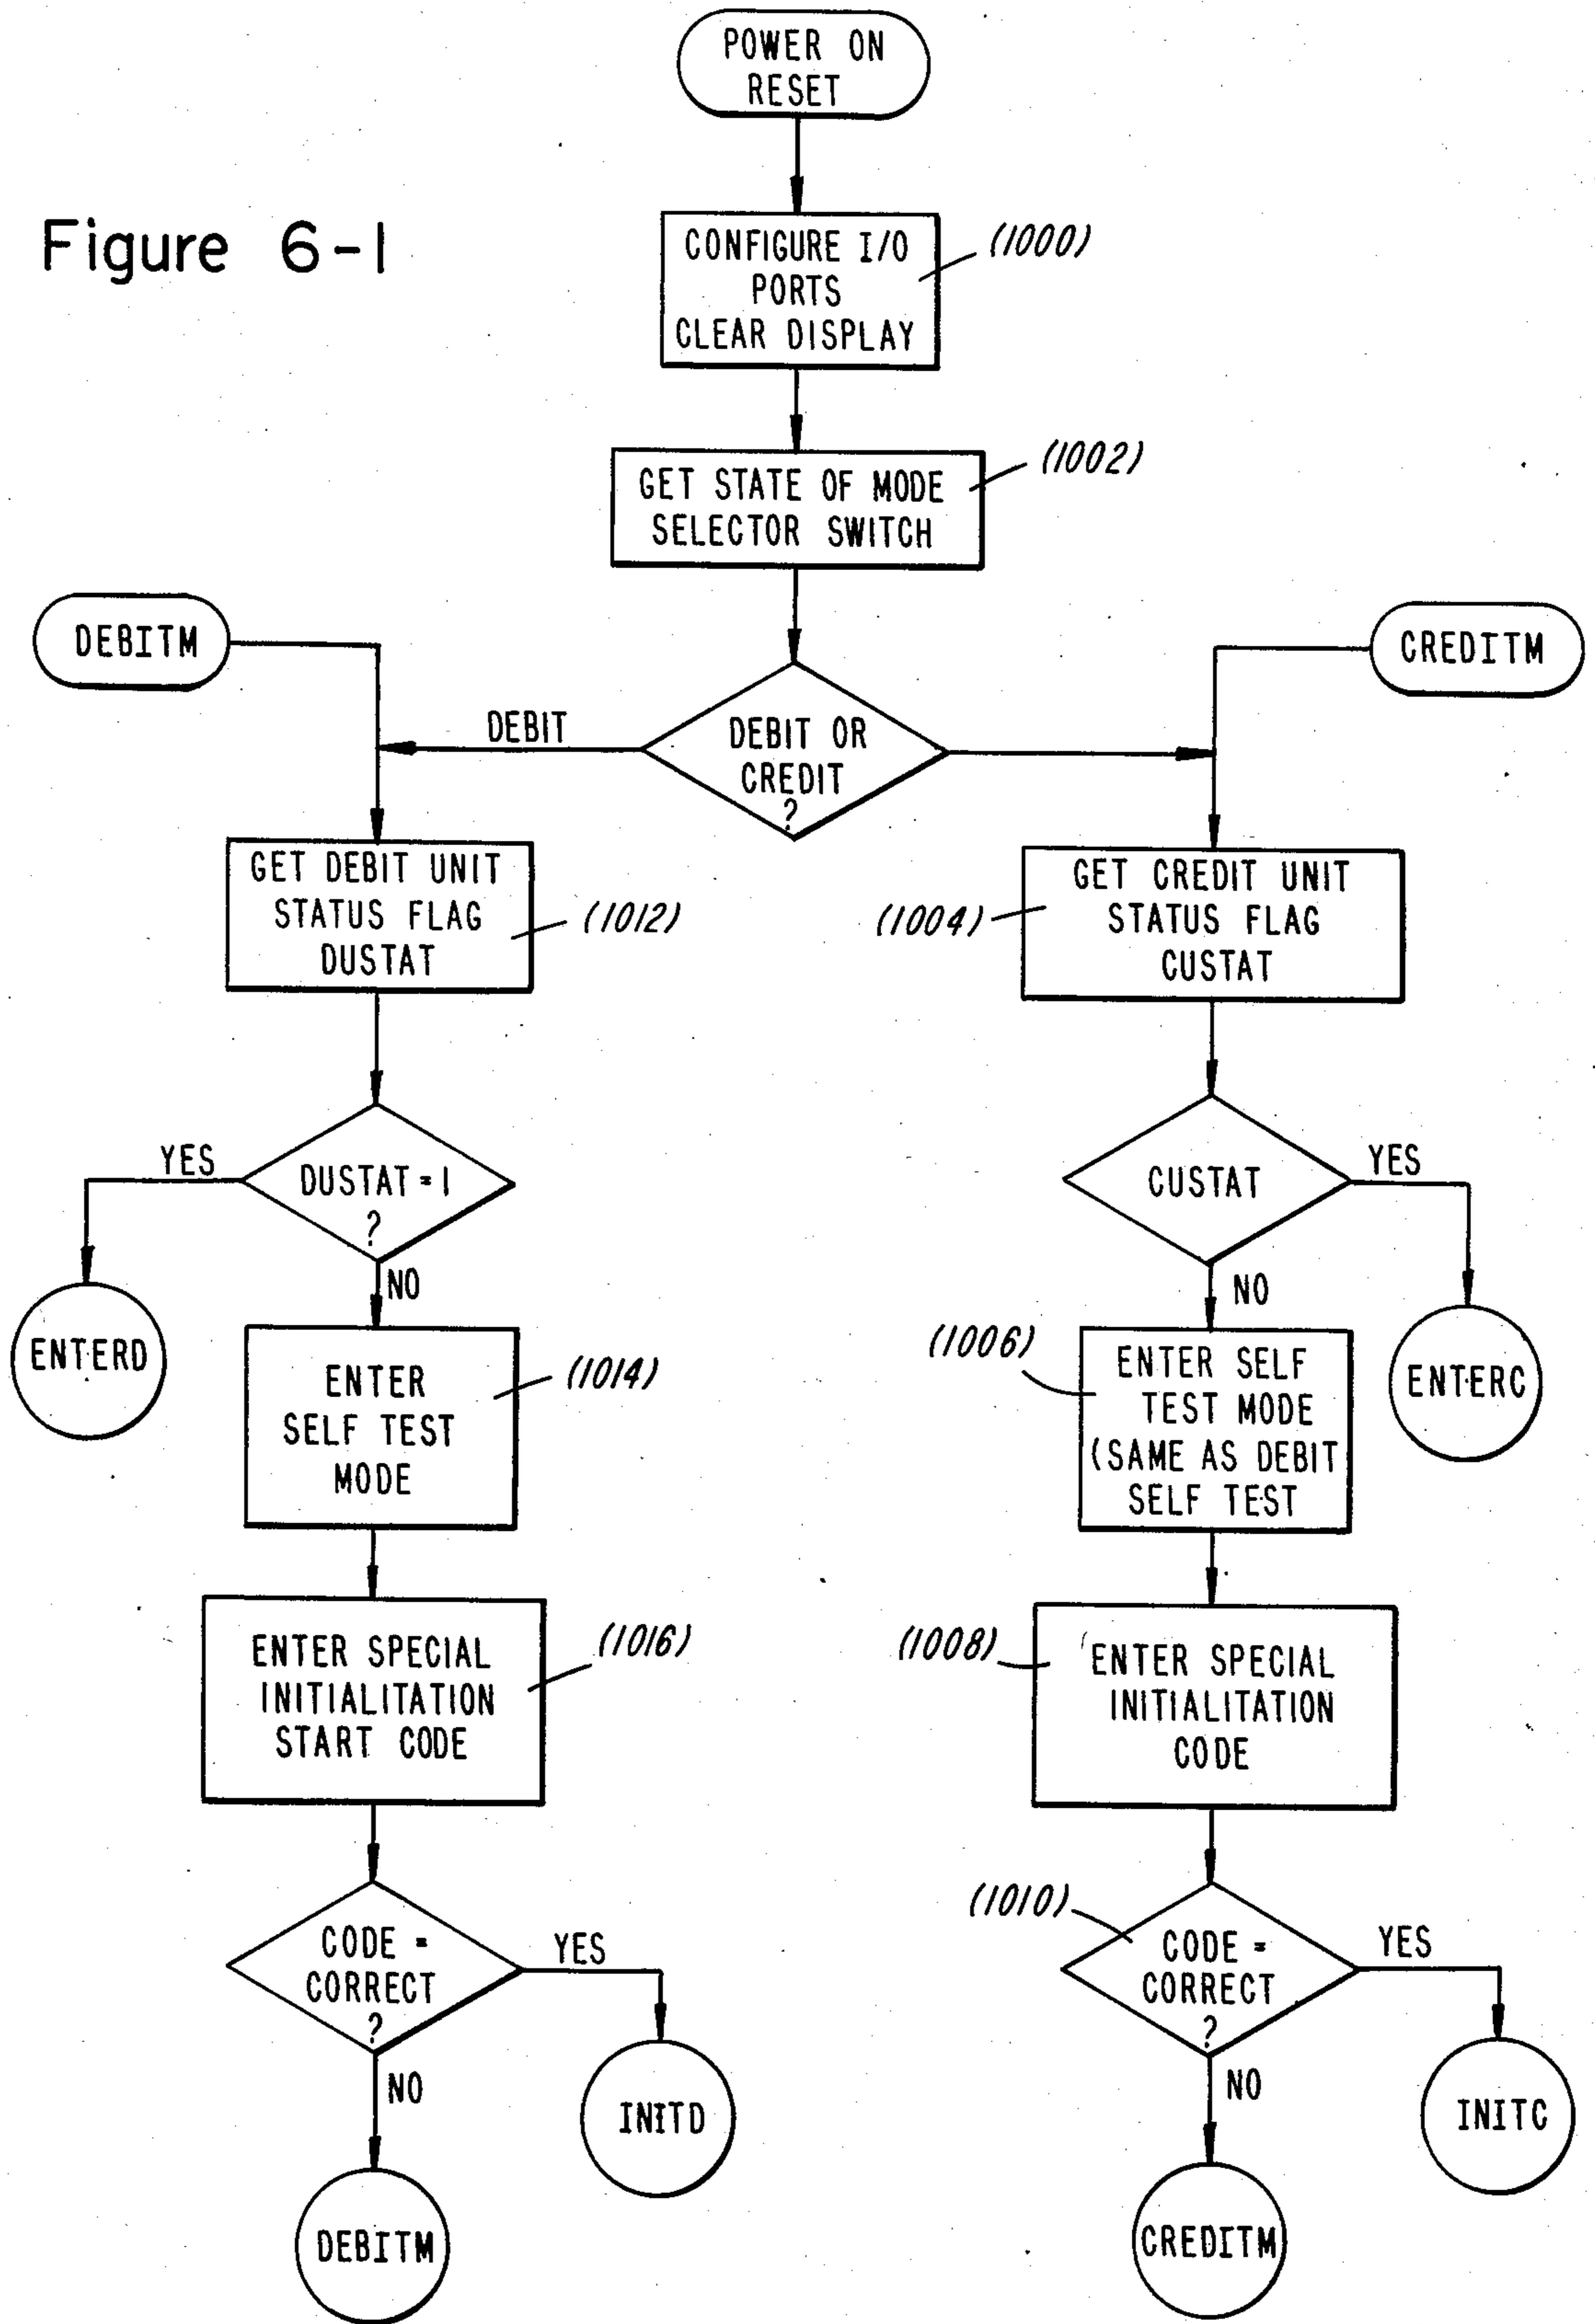 POWER ON
RESET
Figure 6-1
CONFIGURE I/O
PORTS
CLEAR DISPLAY
(1000)
GET STATE OF MODE
SELECTOR SWITCH
(1002)
DEBITM
CREDITM
DEBIT
DEBIT OR
CREDIT
?
GET DEBIT UNIT
STATUS FLAG
DUSTAT
(1012)
(1004)
GET CREDIT UNIT
STATUS FLAG
CUSTAT
YES
DUSTAT = 1
?
NO
ENTERD
CUSTAT
YES
NO
ENTERC
ENTER
SELF TEST
MODE
(1014)
(1006)
ENTER SELF
TEST MODE
(SAME AS DEBIT
SELF TEST
ENTER SPECIAL
INITIALITATION
START CODE
(1016)
(1008)
ENTER SPECIAL
INITIALITATION
CODE
CODE =
CORRECT
?
YES
NO
INITD
DEBITM
(1010)
CODE =
CORRECT
?
YES
NO
INITC
CREDITM